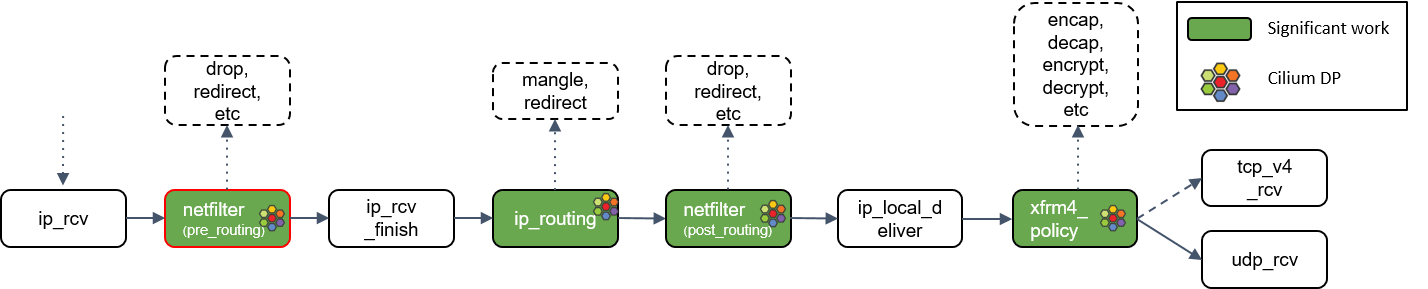 encap,
decap,
encrypt,
decrypt,
etc
Significant work
Cilium DP
drop,
redirect,
etc
mangle,
redirect
drop,
redirect,
etc
ip_rcv
netfilter
(pre_routing)
ip_rcv
_finish
ip_routing
netfilter
(post_routing)
ip_local_d
eliver
xfrm4_
policy
tcp_v4
_rcv
udp_rcv